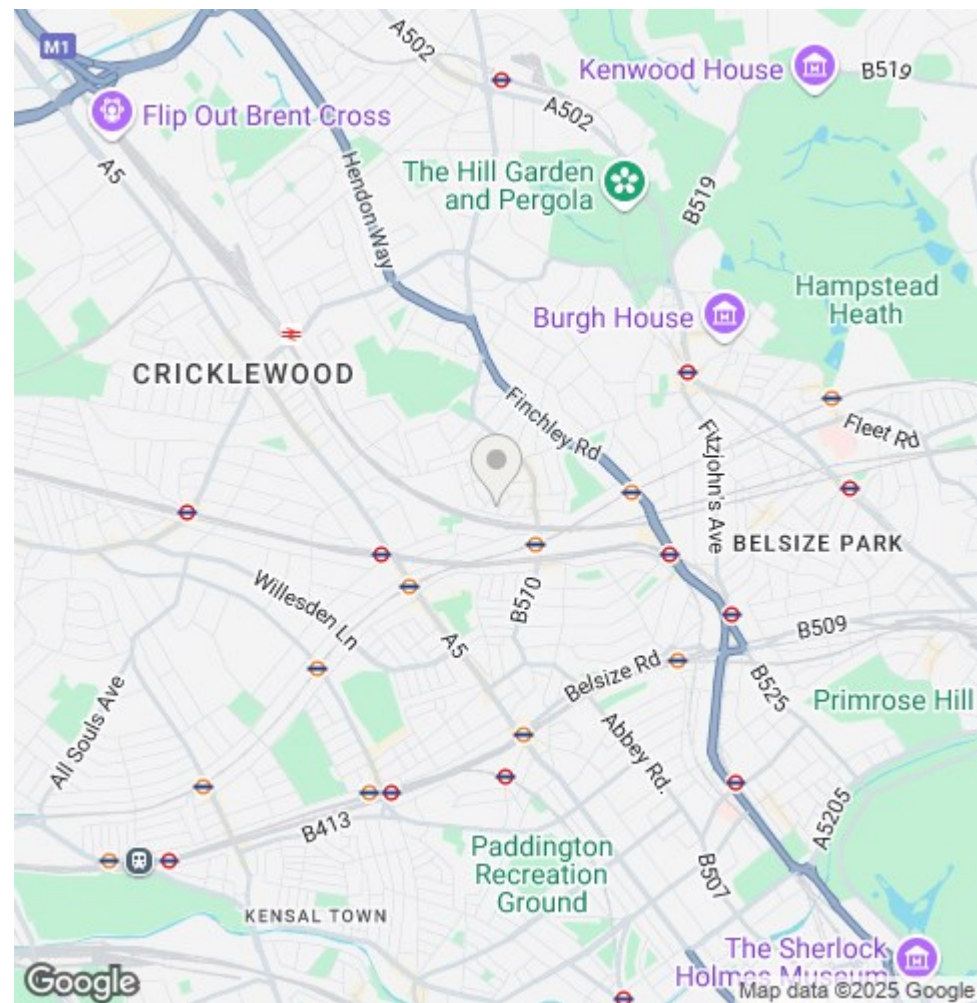 M1
A502
Kenwood House
B519
Flip Out Brent Cross
A502
A5
Hendon Way
The Hill Garden
and Pergola
B519
Burgh House
Hampstead
Heath
CRICKLEWOOD
Finchley Rd
Fitzjohn's Ave
Fleet Rd
BELSIZE PARK
Willesden Ln
B510
A5
B509
Belsize Rd
B525
All Souls Ave
Primrose Hill
Abbey Rd.
B413
A5205
Paddington
Recreation
Ground
B507
KENSAL TOWN
The Sherlock
Holmes Museum
Google
Map data ©2025 Google